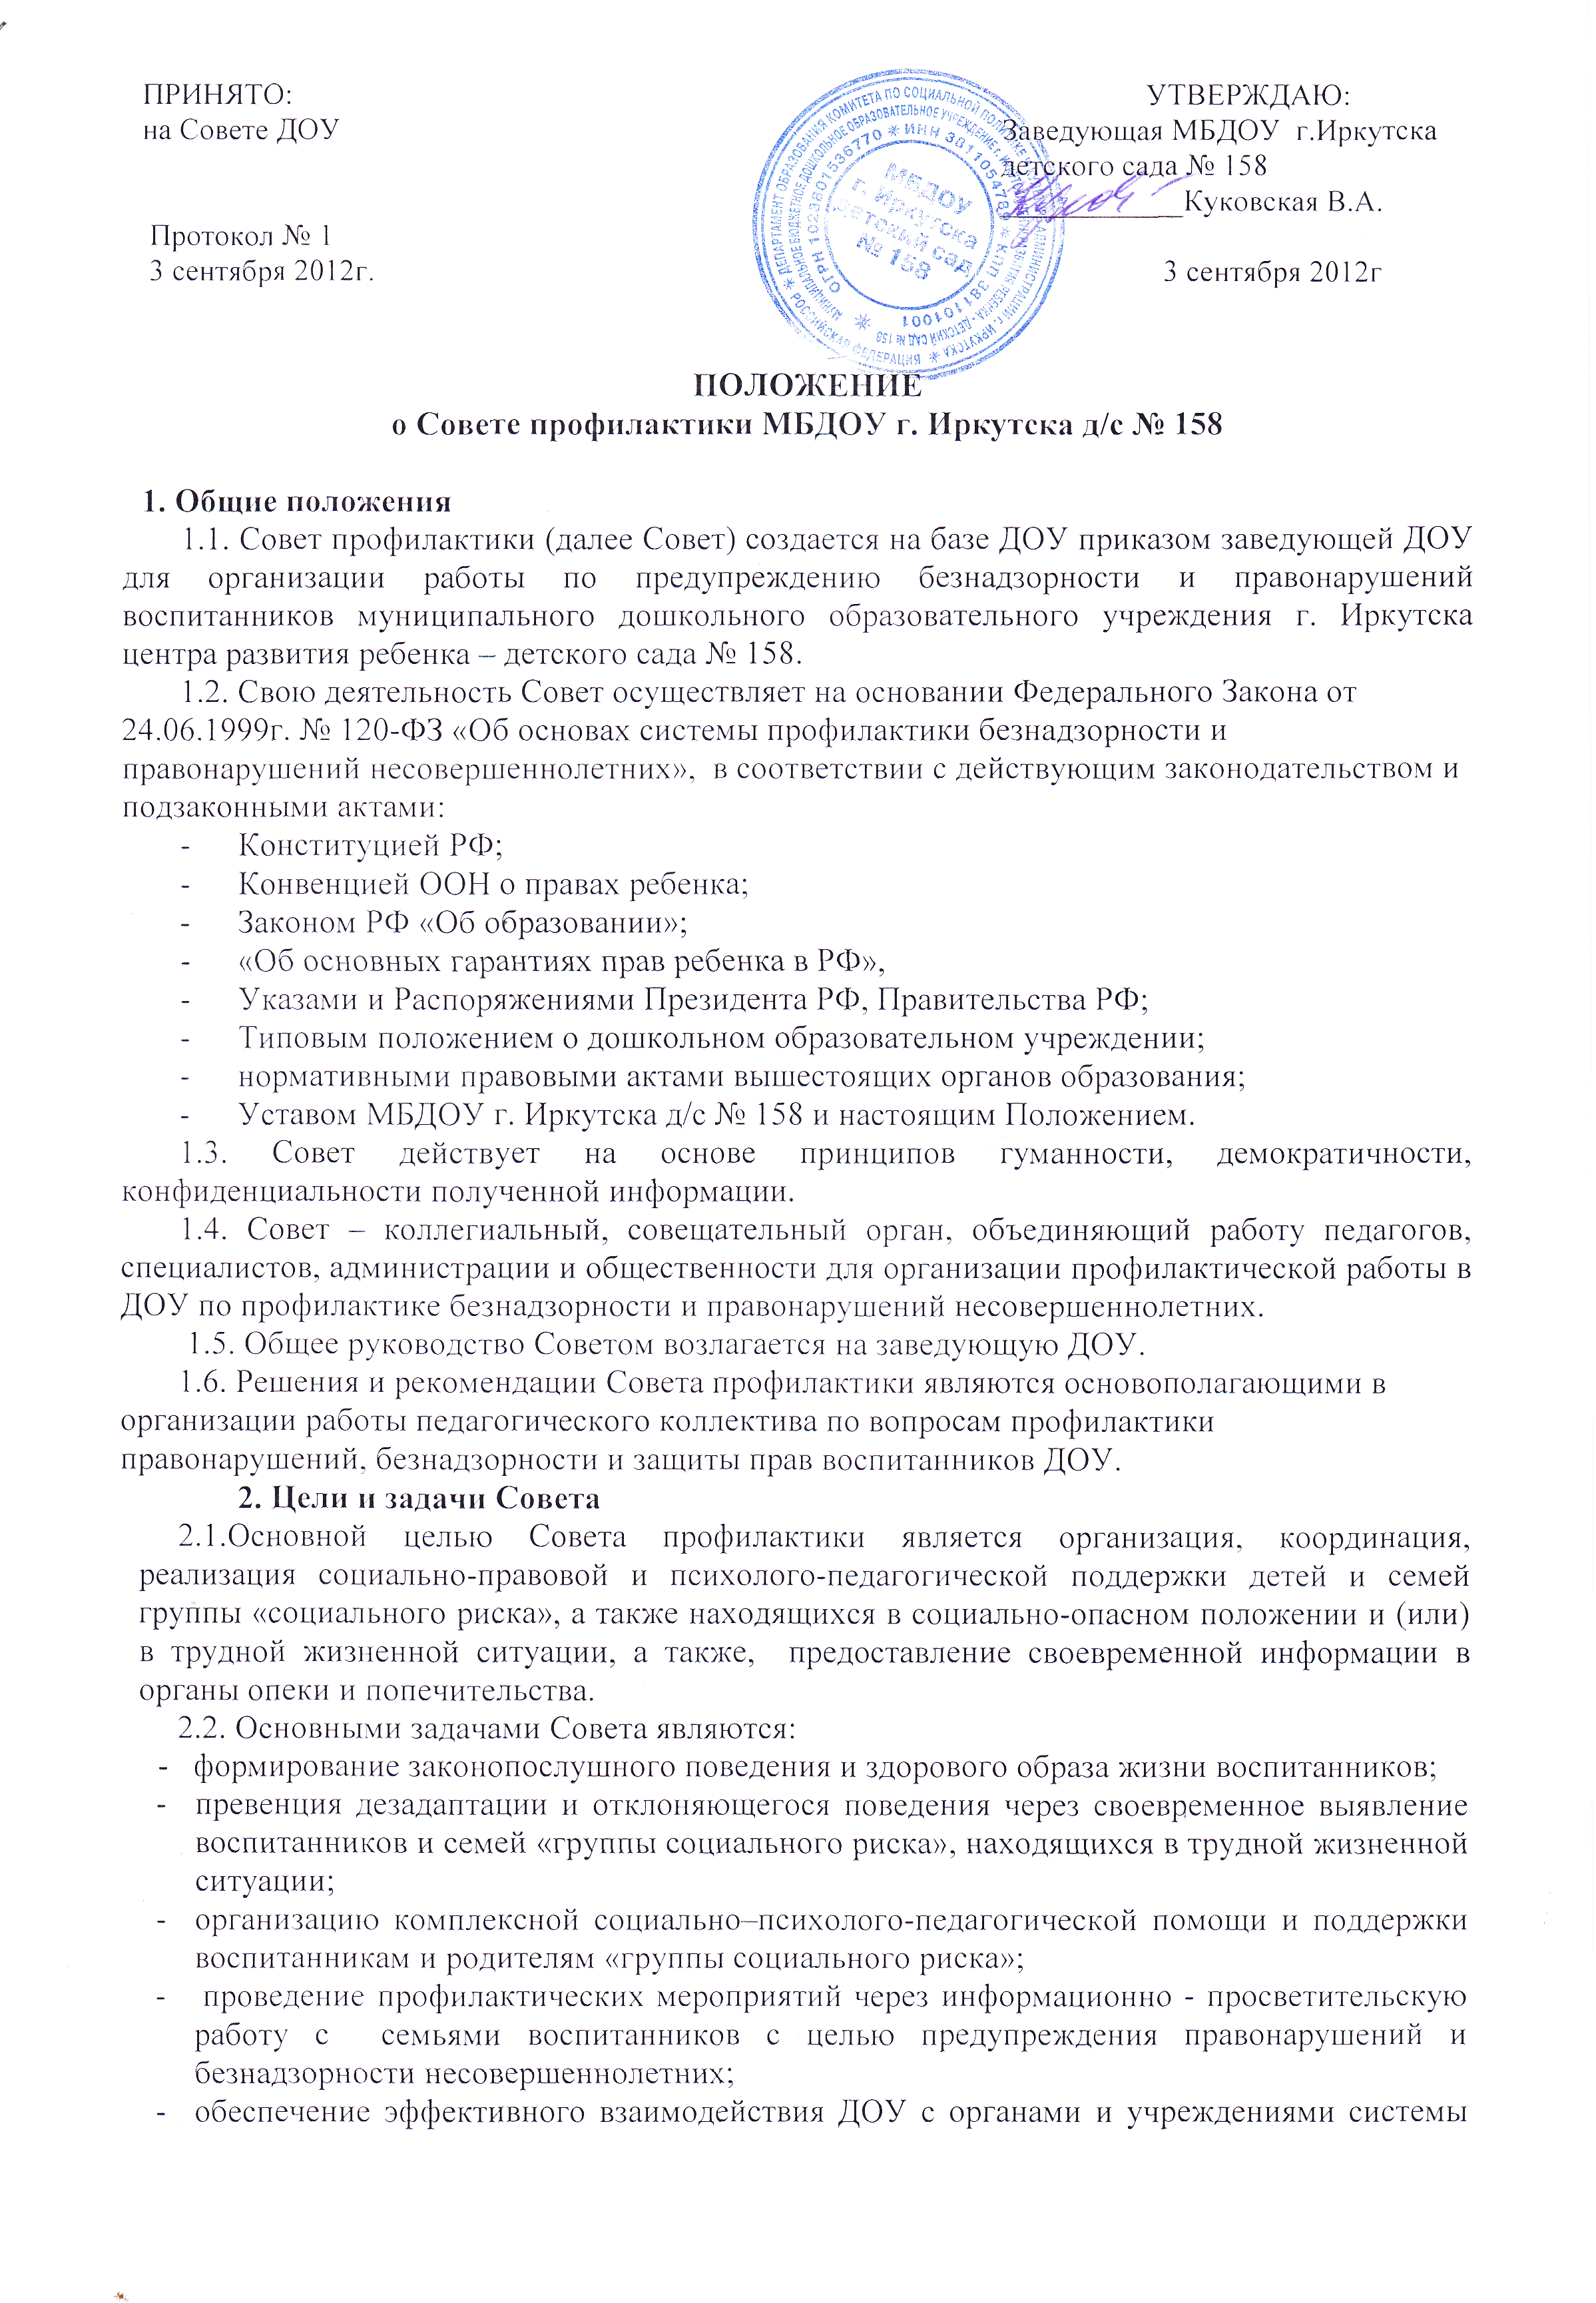 ПРИНЯТО:
на Совете ДОУ
Протокол № 1
3 сентября 2012г.
УТВЕРЖДАЮ:
Заведующая МБДОУ г.Иркутска
детского сада № 158
Куковская В.А.
3 сентября 2012г
МБДОУ
г. Иркутска
детский сад
№ 158
ОГРН 1023801536770 * ИНН 3811054780 * КПП 381101001
ПОЛОЖЕНИЕ
о Совете профилактики МБДОУ г. Иркутска д/с № 158
1. Общие положения
1.1. Совет профилактики (далее Совет) создается на базе ДОУ приказом заведующей ДОУ
для организации работы по предупреждению безнадзорности и правонарушений
воспитанников муниципального дошкольного образовательного учреждения г. Иркутска
центра развития ребенка – детского сада № 158.
1.2. Свою деятельность Совет осуществляет на основании Федерального Закона от
24.06.1999г. № 120-ФЗ «Об основах системы профилактики безнадзорности и
правонарушений несовершеннолетних», в соответствии с действующим законодательством и
подзаконными актами:
- Конституцией РФ;
- Конвенцией ООН о правах ребенка;
- Законом РФ «Об образовании»;
- «Об основных гарантиях прав ребенка в РФ»,
- Указами и Распоряжениями Президента РФ, Правительства РФ;
- Типовым положением о дошкольном образовательном учреждении;
- нормативными правовыми актами вышестоящих органов образования;
- Уставом МБДОУ г. Иркутска д/с № 158 и настоящим Положением.
1.3. Совет действует на основе принципов гуманности, демократичности,
конфиденциальности полученной информации.
1.4. Совет – коллегиальный, совещательный орган, объединяющий работу педагогов,
специалистов, администрации и общественности для организации профилактической работы в
ДОУ по профилактике безнадзорности и правонарушений несовершеннолетних.
1.5. Общее руководство Советом возлагается на заведующую ДОУ.
1.6. Решения и рекомендации Совета профилактики являются основополагающими в
организации работы педагогического коллектива по вопросам профилактики
правонарушений, безнадзорности и защиты прав воспитанников ДОУ.
2. Цели и задачи Совета
2.1.Основной целью Совета профилактики является организация, координация,
реализация социально-правовой и психолого-педагогической поддержки детей и семей
группы «социального риска», а также находящихся в социально-опасном положении и (или)
в трудной жизненной ситуации, а также, предоставление своевременной информации в
органы опеки и попечительства.
2.2. Основными задачами Совета являются:
- формирование законопослушного поведения и здорового образа жизни воспитанников;
- превенция дезадаптации и отклоняющегося поведения через своевременное выявление
воспитанников и семей «группы социального риска», находящихся в трудной жизненной
ситуации;
- организацию комплексной социально–психолого-педагогической помощи и поддержки
воспитанникам и родителям «группы социального риска»;
- проведение профилактических мероприятий через информационно - просветительскую
работу с семьями воспитанников с целью предупреждения правонарушений и
безнадзорности несовершеннолетних;
- обеспечение эффективного взаимодействия ДОУ с органами и учреждениями системы